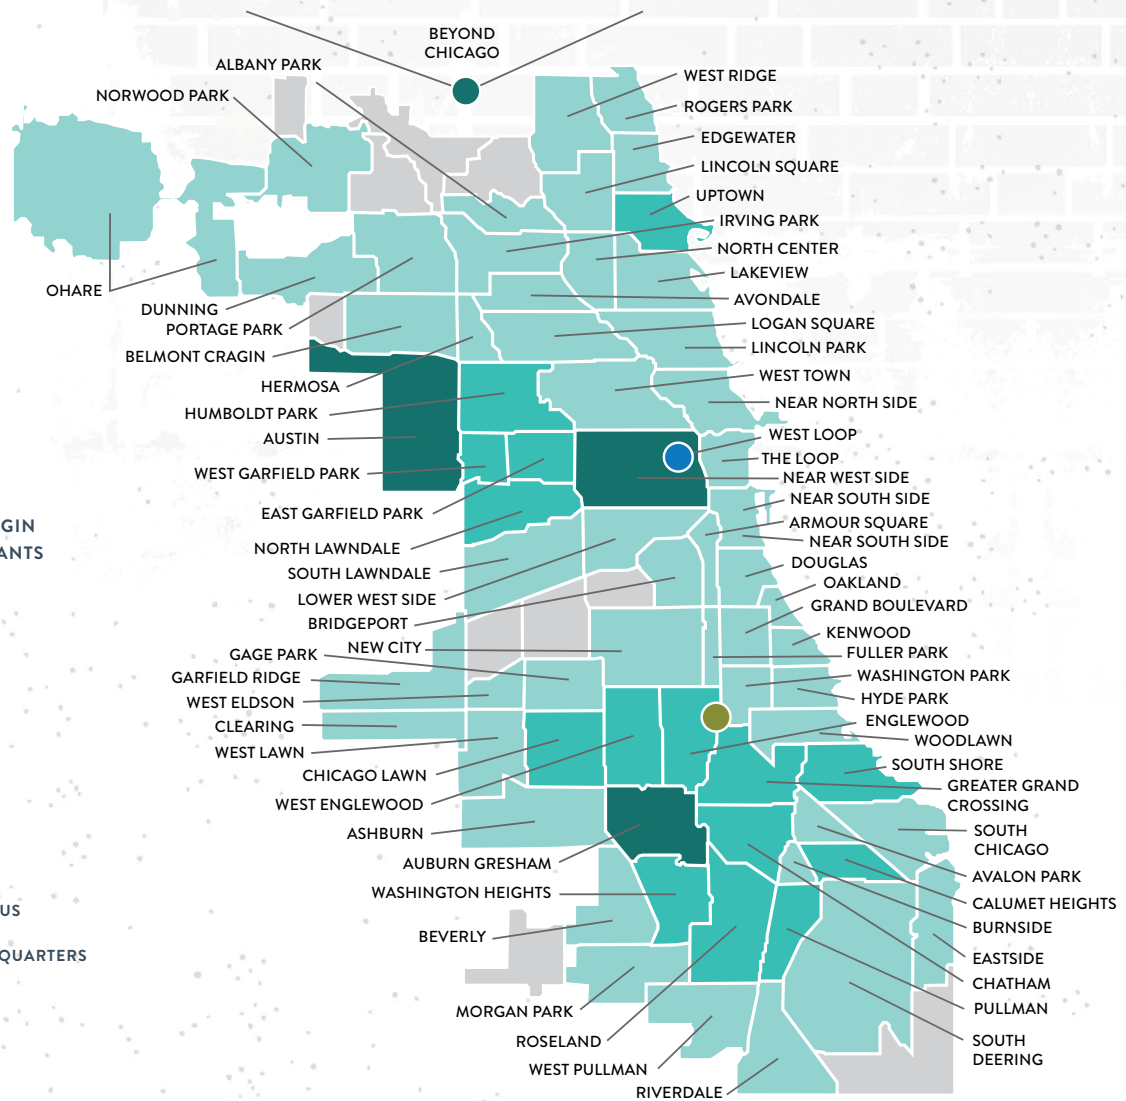 BEYOND
CHICAGO
ALBANY PARK
NORWOOD PARK
WEST RIDGE
ROGERS PARK
EDGEWATER
LINCOLN SQUARE
UPTOWN
IRVING PARK
NORTH CENTER
LAKEVIEW
OHARE
AVONDALE
DUNNING
PORTAGE PARK
LOGAN SQUARE
LINCOLN PARK
BELMONT CRAGIN
WEST TOWN
HERMOSA
NEAR NORTH SIDE
HUMBOLDT PARK
AUSTIN
WEST LOOP
THE LOOP
WEST GARFIELD PARK
NEAR WEST SIDE
NEAR SOUTH SIDE
EAST GARFIELD PARK
GIN
ARMOUR SQUARE
NEAR SOUTH SIDE
NORTH LAWNDALE
ANTS
DOUGLAS
SOUTH LAWNDALE
OAKLAND
LOWER WEST SIDE
GRAND BOULEVARD
BRIDGEPORT
KENWOOD
NEW CITY
FULLER PARK
GAGE PARK
GARFIELD RIDGE
WASHINGTON PARK
WEST ELDSON
HYDE PARK
CLEARING
ENGLEWOOD
WEST LAWN
WOODLAWN
CHICAGO LAWN
SOUTH SHORE
WEST ENGLEWOOD
GREATER GRAND
CROSSING
ASHBURN
SOUTH
CHICAGO
AUBURN GRESHAM
AVALON PARK
WASHINGTON HEIGHTS
CALUMET HEIGHTS
US
BURNSIDE
BEVERLY
QUARTERS
EASTSIDE
CHATHAM
MORGAN PARK
PULLMAN
ROSELAND
SOUTH
DEERING
WEST PULLMAN
RIVERDALE